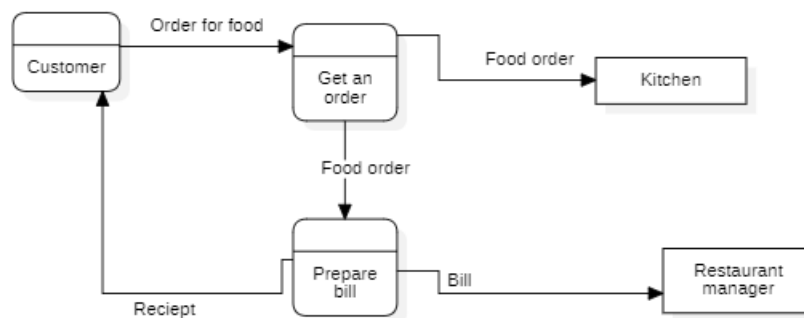 Order for food
Customer
Get an
order
Food order
Kitchen
Food order
Prepare
bill
Bill
Restaurant
manager
Reciept